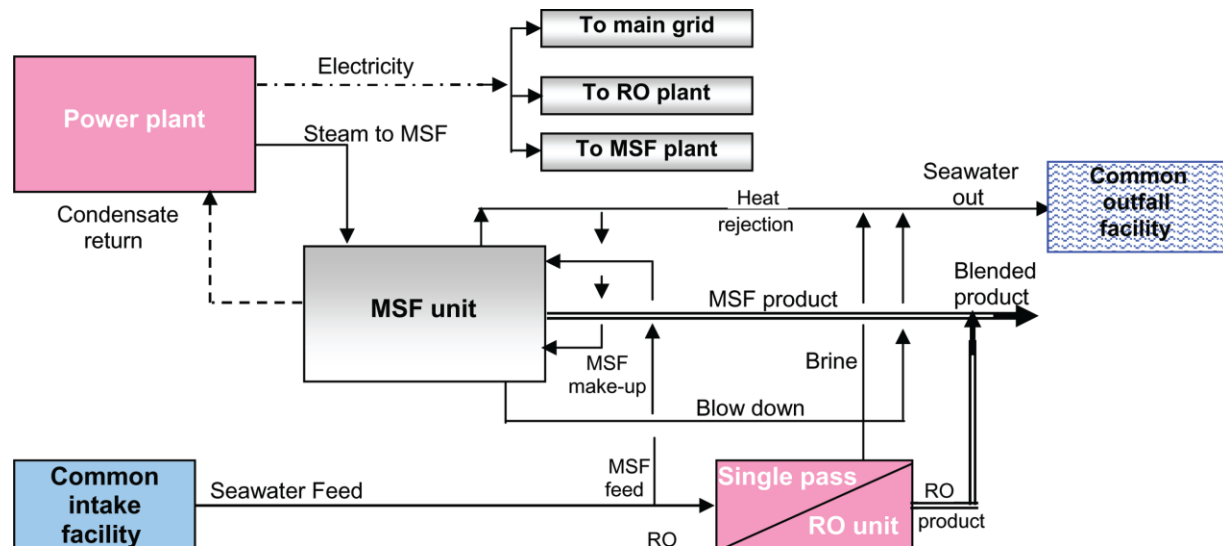 To main grid
Electricity
To RO plant
Power plant
Steam to MSF
To MSF plant
Condensate
return
Heat
rejection
Seawater
out
Common
outfall
facility
MSF unit
MSF product
Blended
product
MSF
make-up
Brine
Blow down
Common
intake
facility
Seawater Feed
MSF
feed
RO
Single pass
RO unit
RO
product